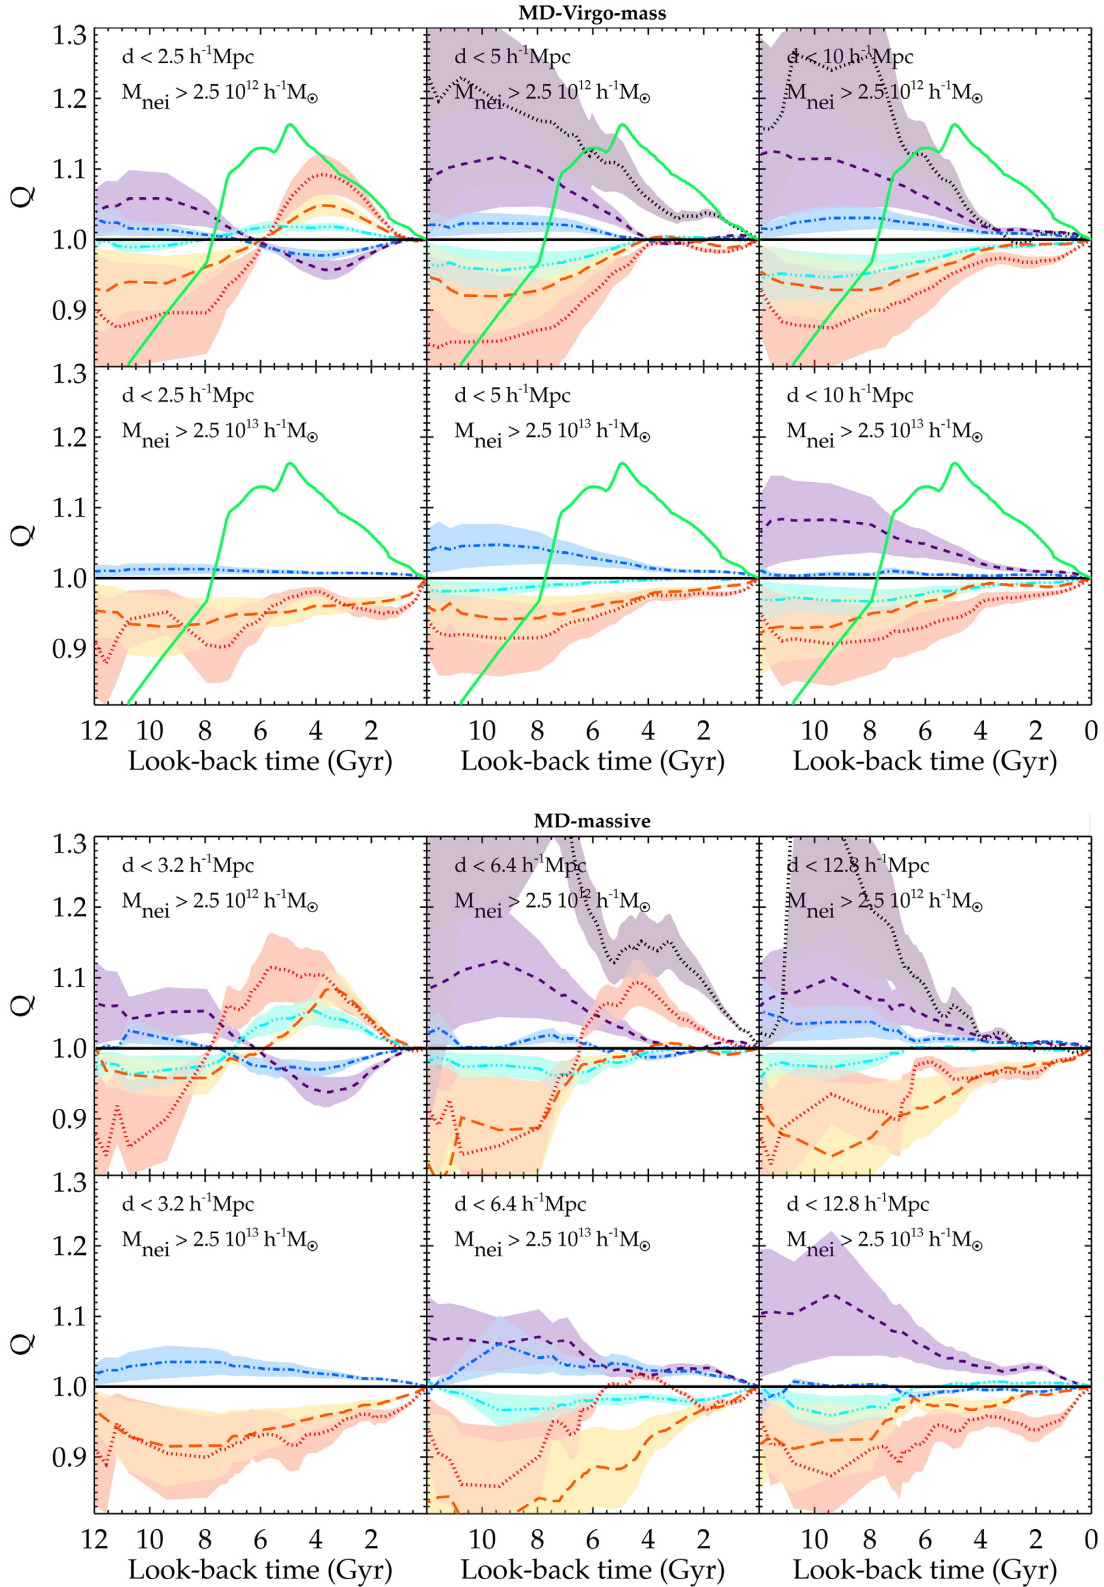 MD-Virgo-mass
d < 2.5 h⁻¹Mpc
M_nei > 2.5 10¹² h⁻¹M☉
d < 5 h⁻¹Mpc
M_nei > 2.5 10¹² h⁻¹M☉
d < 10 h⁻¹Mpc
M_nei > 2.5 10¹² h⁻¹M☉
1.3
1.2
1.1
1.0
0.9
Q
d < 2.5 h⁻¹Mpc
M_nei > 2.5 10¹³ h⁻¹M☉
d < 5 h⁻¹Mpc
M_nei > 2.5 10¹³ h⁻¹M☉
d < 10 h⁻¹Mpc
M_nei > 2.5 10¹³ h⁻¹M☉
1.3
1.2
1.1
1.0
0.9
Q
12 10 8 6 4 2
10 8 6 4 2
10 8 6 4 2 0
Look-back time (Gyr)
Look-back time (Gyr)
Look-back time (Gyr)
MD-massive
d < 3.2 h⁻¹Mpc
M_nei > 2.5 10¹² h⁻¹M☉
d < 6.4 h⁻¹Mpc
M_nei > 2.5 10¹² h⁻¹M☉
d < 12.8 h⁻¹Mpc
M_nei > 2.5 10¹² h⁻¹M☉
1.3
1.2
1.1
1.0
0.9
Q
d < 3.2 h⁻¹Mpc
M_nei > 2.5 10¹³ h⁻¹M☉
d < 6.4 h⁻¹Mpc
M_nei > 2.5 10¹³ h⁻¹M☉
d < 12.8 h⁻¹Mpc
M_nei > 2.5 10¹³ h⁻¹M☉
1.3
1.2
1.1
1.0
0.9
Q
12 10 8 6 4 2
10 8 6 4 2
10 8 6 4 2 0
Look-back time (Gyr)
Look-back time (Gyr)
Look-back time (Gyr)